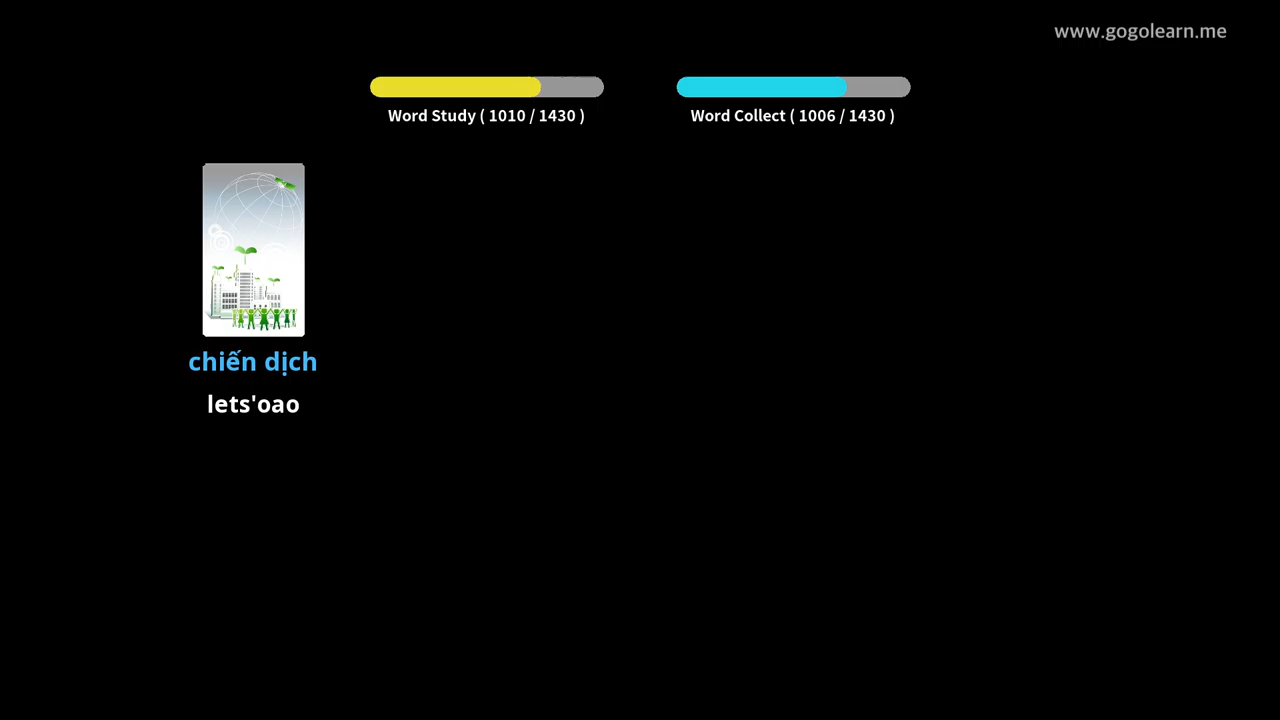 www.gogolearn.me
Word Study ( 1010 / 1430 )
Word Collect ( 1006 / 1430 )
chiến dịch
lets'oao